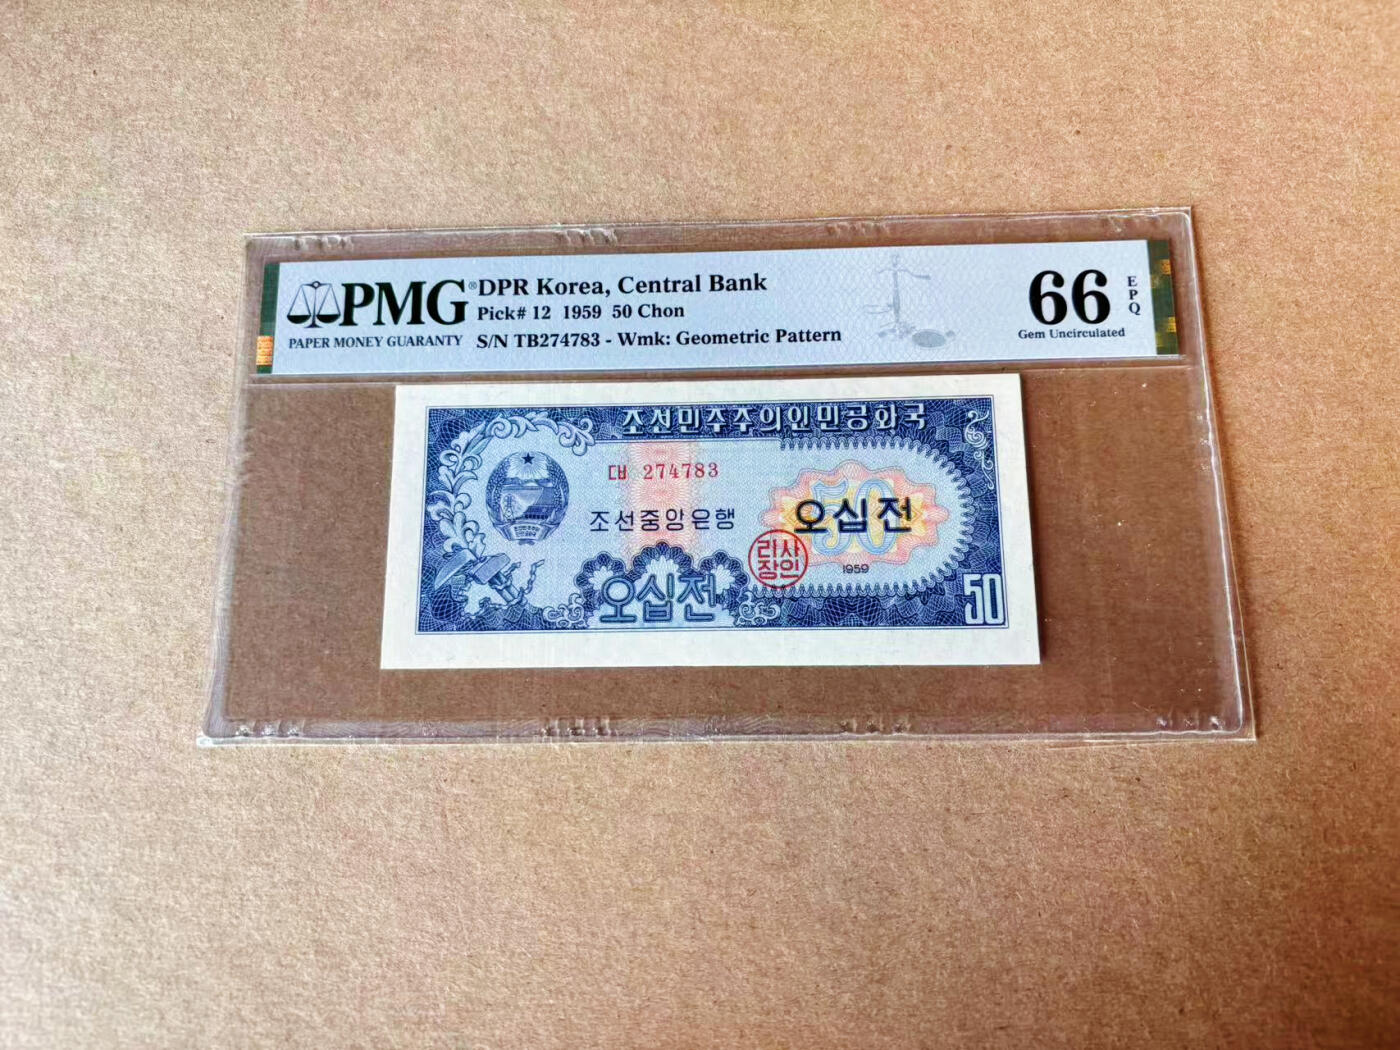 PMG®
PAPER MONEY GUARANTY
DPR Korea, Central Bank
Pick# 12 1959 50 Chon
S/N TB274783 - Wmk: Geometric Pattern
66
EPQ
Gem Uncirculated
조선민주주의인민공화국
ㄷㅂ 274783
조선중앙은행
50
오십전
리사
장인
1959
오십전
50